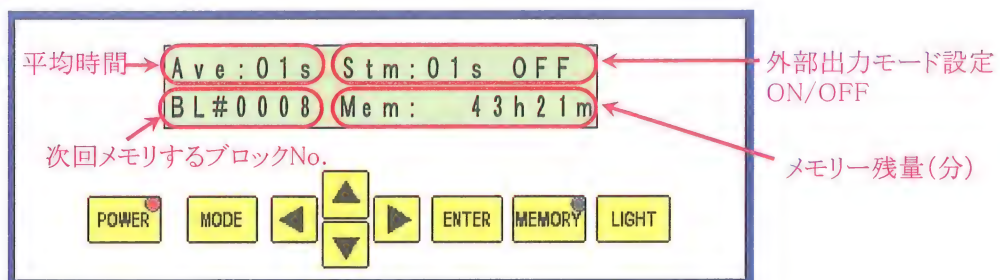 平均時間
Ave:01s Stm:01s OFF
外部出力モード設定
ON/OFF
BL#0008 Mem: 43h21m
次回メモリするブロックNo.
メモリー残量(分)
POWER MODE ENTER MEMORY LIGHT